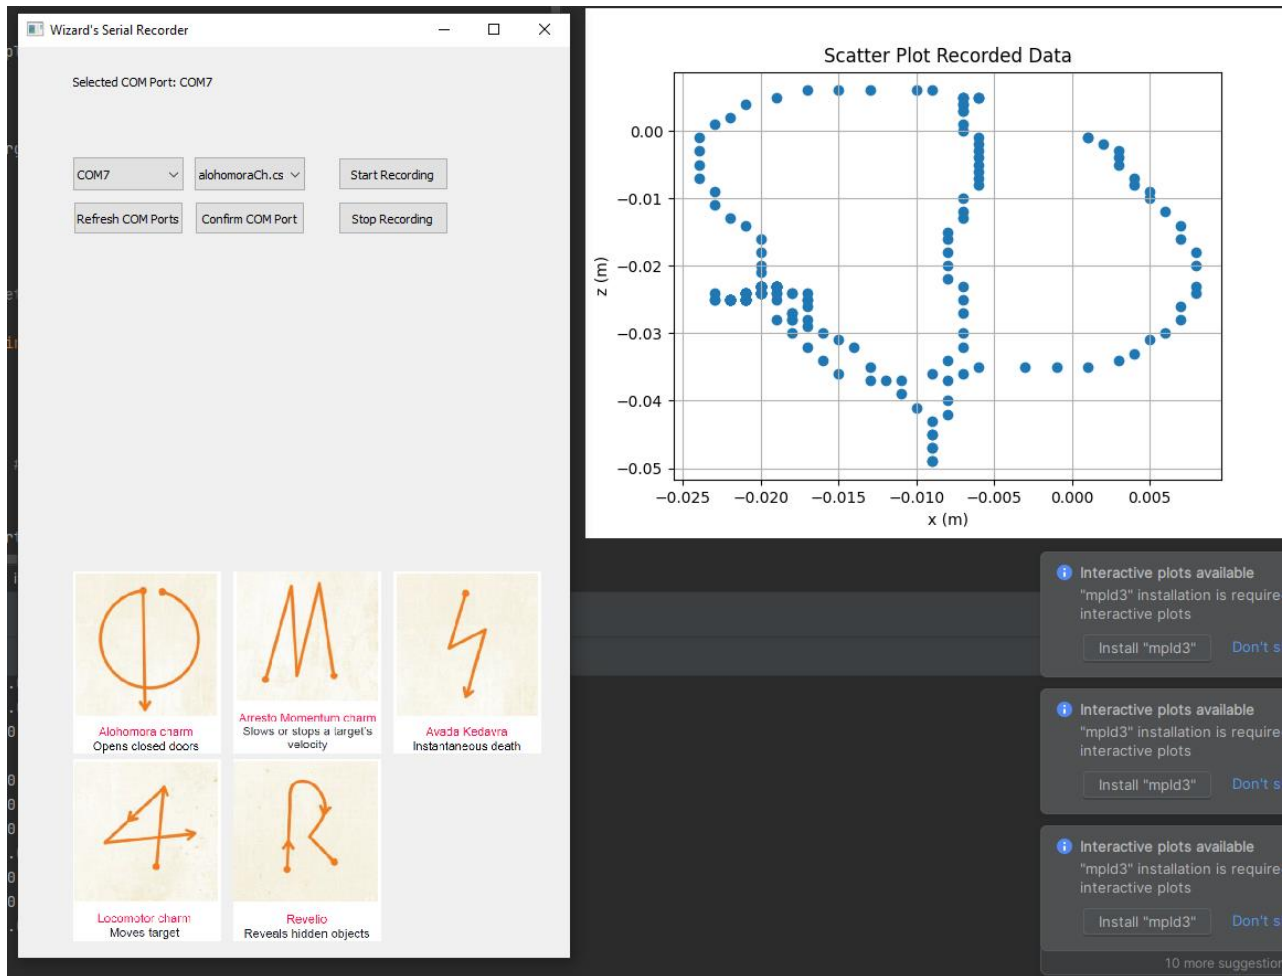 Wizard's Serial Recorder
Selected COM Port: COM7
COM7
alohomoraCh.cs
Start Recording
Refresh COM Ports
Confirm COM Port
Stop Recording
Alohomora charm
Opens closed doors
Arresto Momentum charm
Slows or stops a target's
velocity
Avada Kedavra
Instantaneous death
Locomotor charm
Moves target
Revelio
Reveals hidden objects
Scatter Plot Recorded Data
0.00
−0.01
−0.02
−0.03
−0.04
−0.05
z (m)
−0.025 −0.020 −0.015 −0.010 −0.005 0.000 0.005
x (m)
Interactive plots available
"mpld3" installation is require
interactive plots
Install "mpld3" Don't s
Interactive plots available
"mpld3" installation is require
interactive plots
Install "mpld3" Don't s
Interactive plots available
"mpld3" installation is require
interactive plots
Install "mpld3" Don't s
10 more suggestion